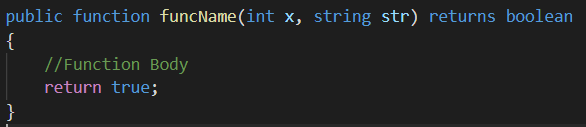 public function funcName(int x, string str) returns boolean
{
    //Function Body
    return true;
}